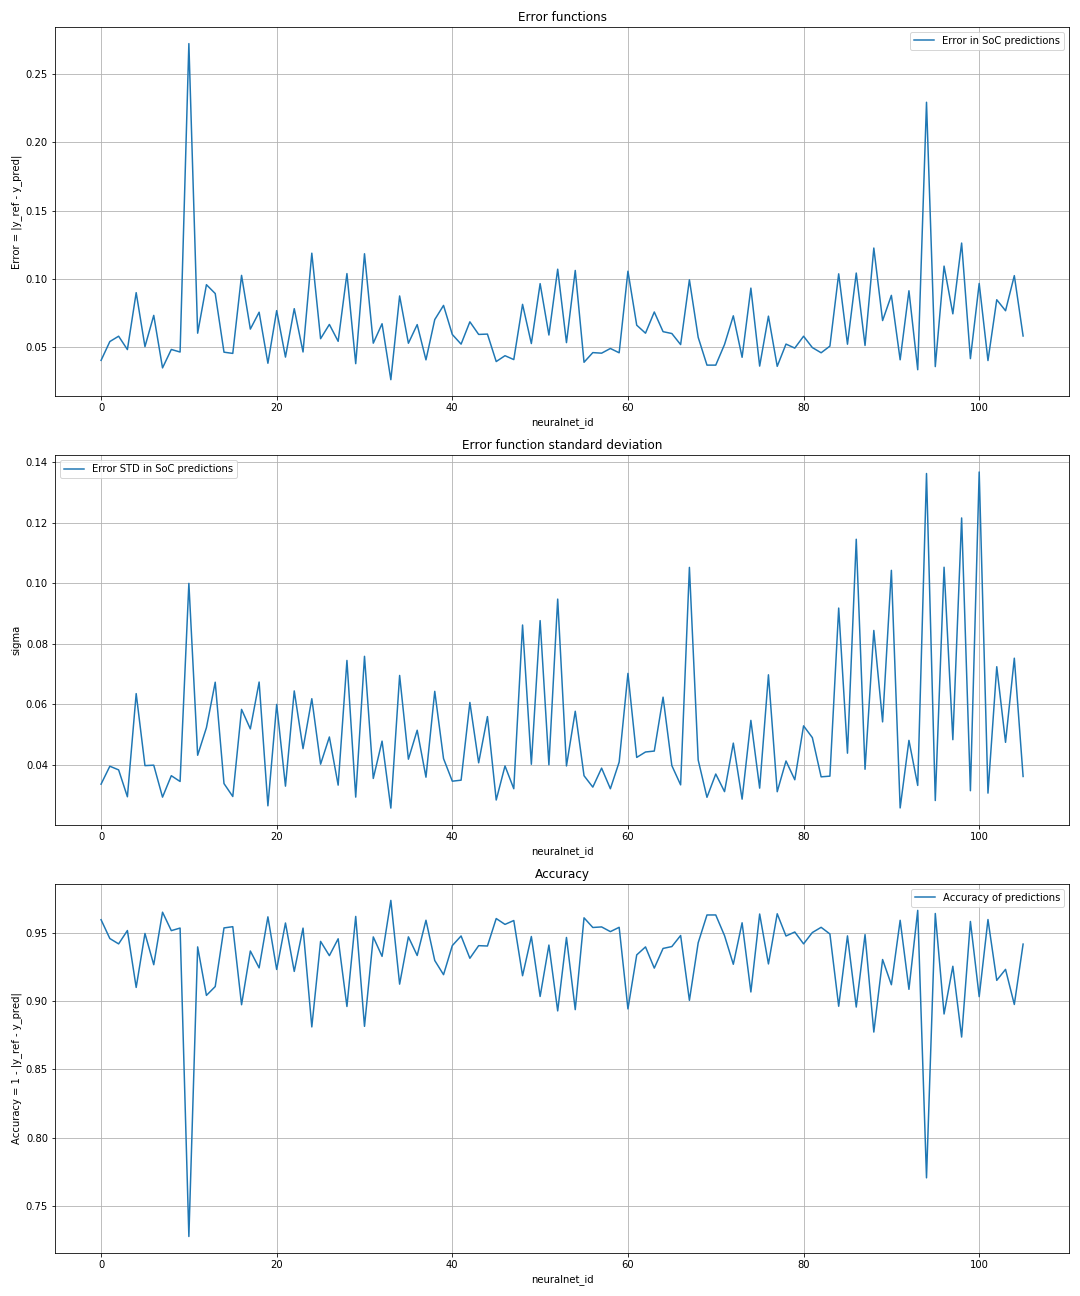 Error functions
Error in SoC predictions
Error = |y_ref - y_pred|
0.25
0.20
0.15
0.10
0.05
0 20 40 60 80 100
neuralnet_id
Error function standard deviation
Error STD in SoC predictions
sigma
0.14
0.12
0.10
0.08
0.06
0.04
0 20 40 60 80 100
neuralnet_id
Accuracy
Accuracy of predictions
Accuracy = 1 - |y_ref - y_pred|
0.95
0.90
0.85
0.80
0.75
0 20 40 60 80 100
neuralnet_id